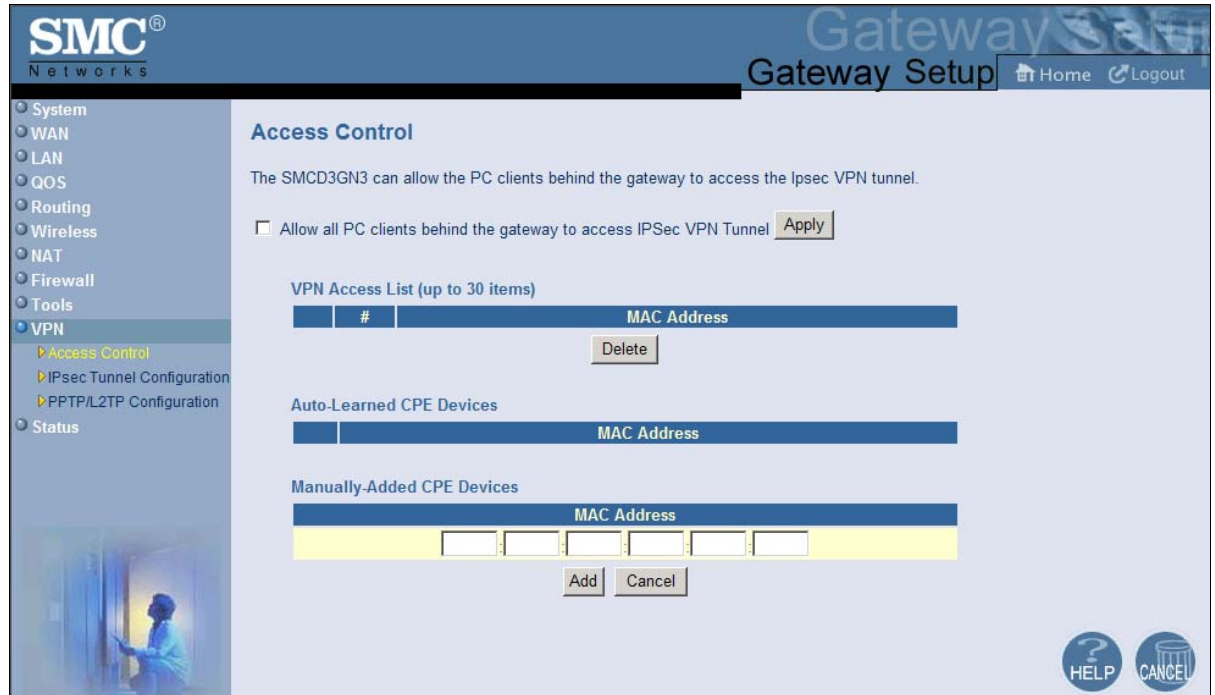 SMC®
Networks
Gateway Setup
Gateway Setup
Home Logout
System
WAN
LAN
QOS
Routing
Wireless
NAT
Firewall
Tools
VPN
Access Control
IPsec Tunnel Configuration
PPTP/L2TP Configuration
Status
Access Control
The SMCD3GN3 can allow the PC clients behind the gateway to access the Ipsec VPN tunnel.
Allow all PC clients behind the gateway to access IPSec VPN Tunnel Apply
VPN Access List (up to 30 items)
# MAC Address
Delete
Auto-Learned CPE Devices
MAC Address
Manually-Added CPE Devices
MAC Address
: : : : :
Add Cancel
HELP CANCEL